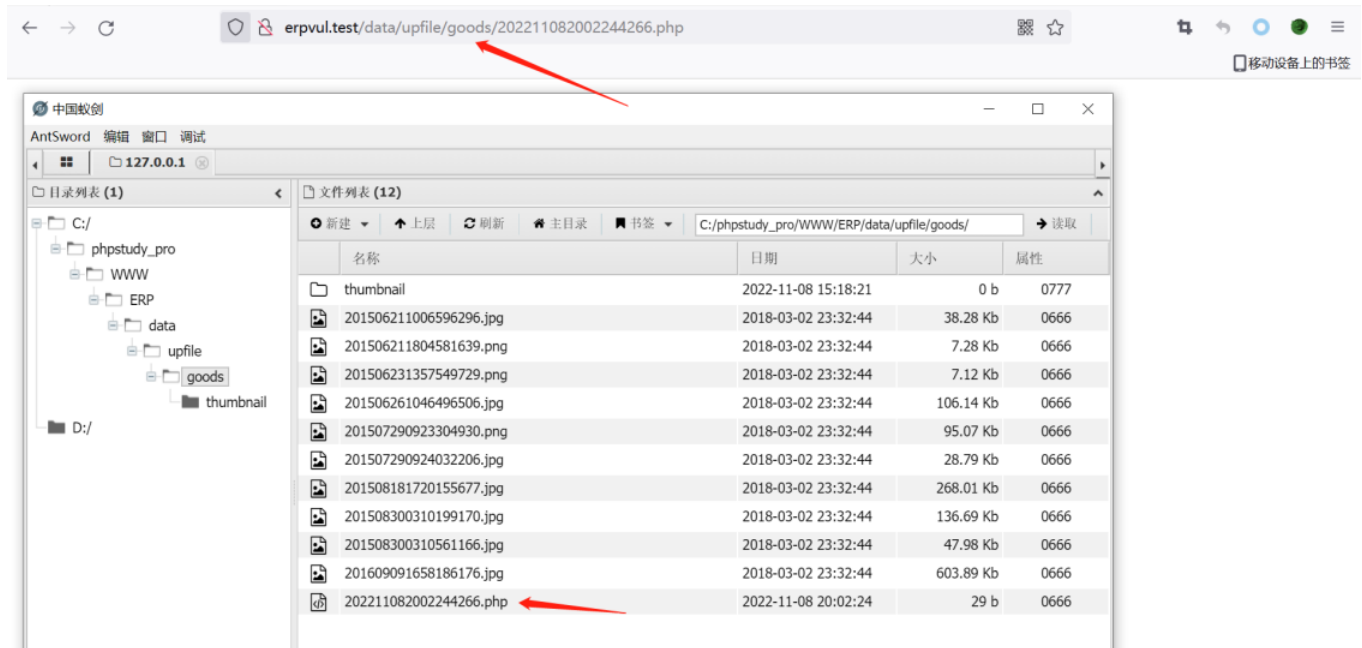 erpvul.test/data/upfile/goods/202211082002244266.php
移动设备上的书签
中国蚁剑
AntSword 编辑 窗口 调试
127.0.0.1
目录列表 (1)
文件列表 (12)
新建 上层 刷新 主目录 书签 C:/phpstudy_pro/WWW/ERP/data/upfile/goods/ 读取
C:/
phpstudy_pro
WWW
ERP
data
upfile
goods
thumbnail
D:/
名称 日期 大小 属性
thumbnail 2022-11-08 15:18:21 0 b 0777
201506211006596296.jpg 2018-03-02 23:32:44 38.28 Kb 0666
201506211804581639.png 2018-03-02 23:32:44 7.28 Kb 0666
201506231357549729.png 2018-03-02 23:32:44 7.12 Kb 0666
201506261046496506.jpg 2018-03-02 23:32:44 106.14 Kb 0666
201507290923304930.png 2018-03-02 23:32:44 95.07 Kb 0666
201507290924032206.jpg 2018-03-02 23:32:44 28.79 Kb 0666
201508181720155677.jpg 2018-03-02 23:32:44 268.01 Kb 0666
201508300310199170.jpg 2018-03-02 23:32:44 136.69 Kb 0666
201508300310561166.jpg 2018-03-02 23:32:44 47.98 Kb 0666
201609091658186176.jpg 2018-03-02 23:32:44 603.89 Kb 0666
202211082002244266.php 2022-11-08 20:02:24 29 b 0666